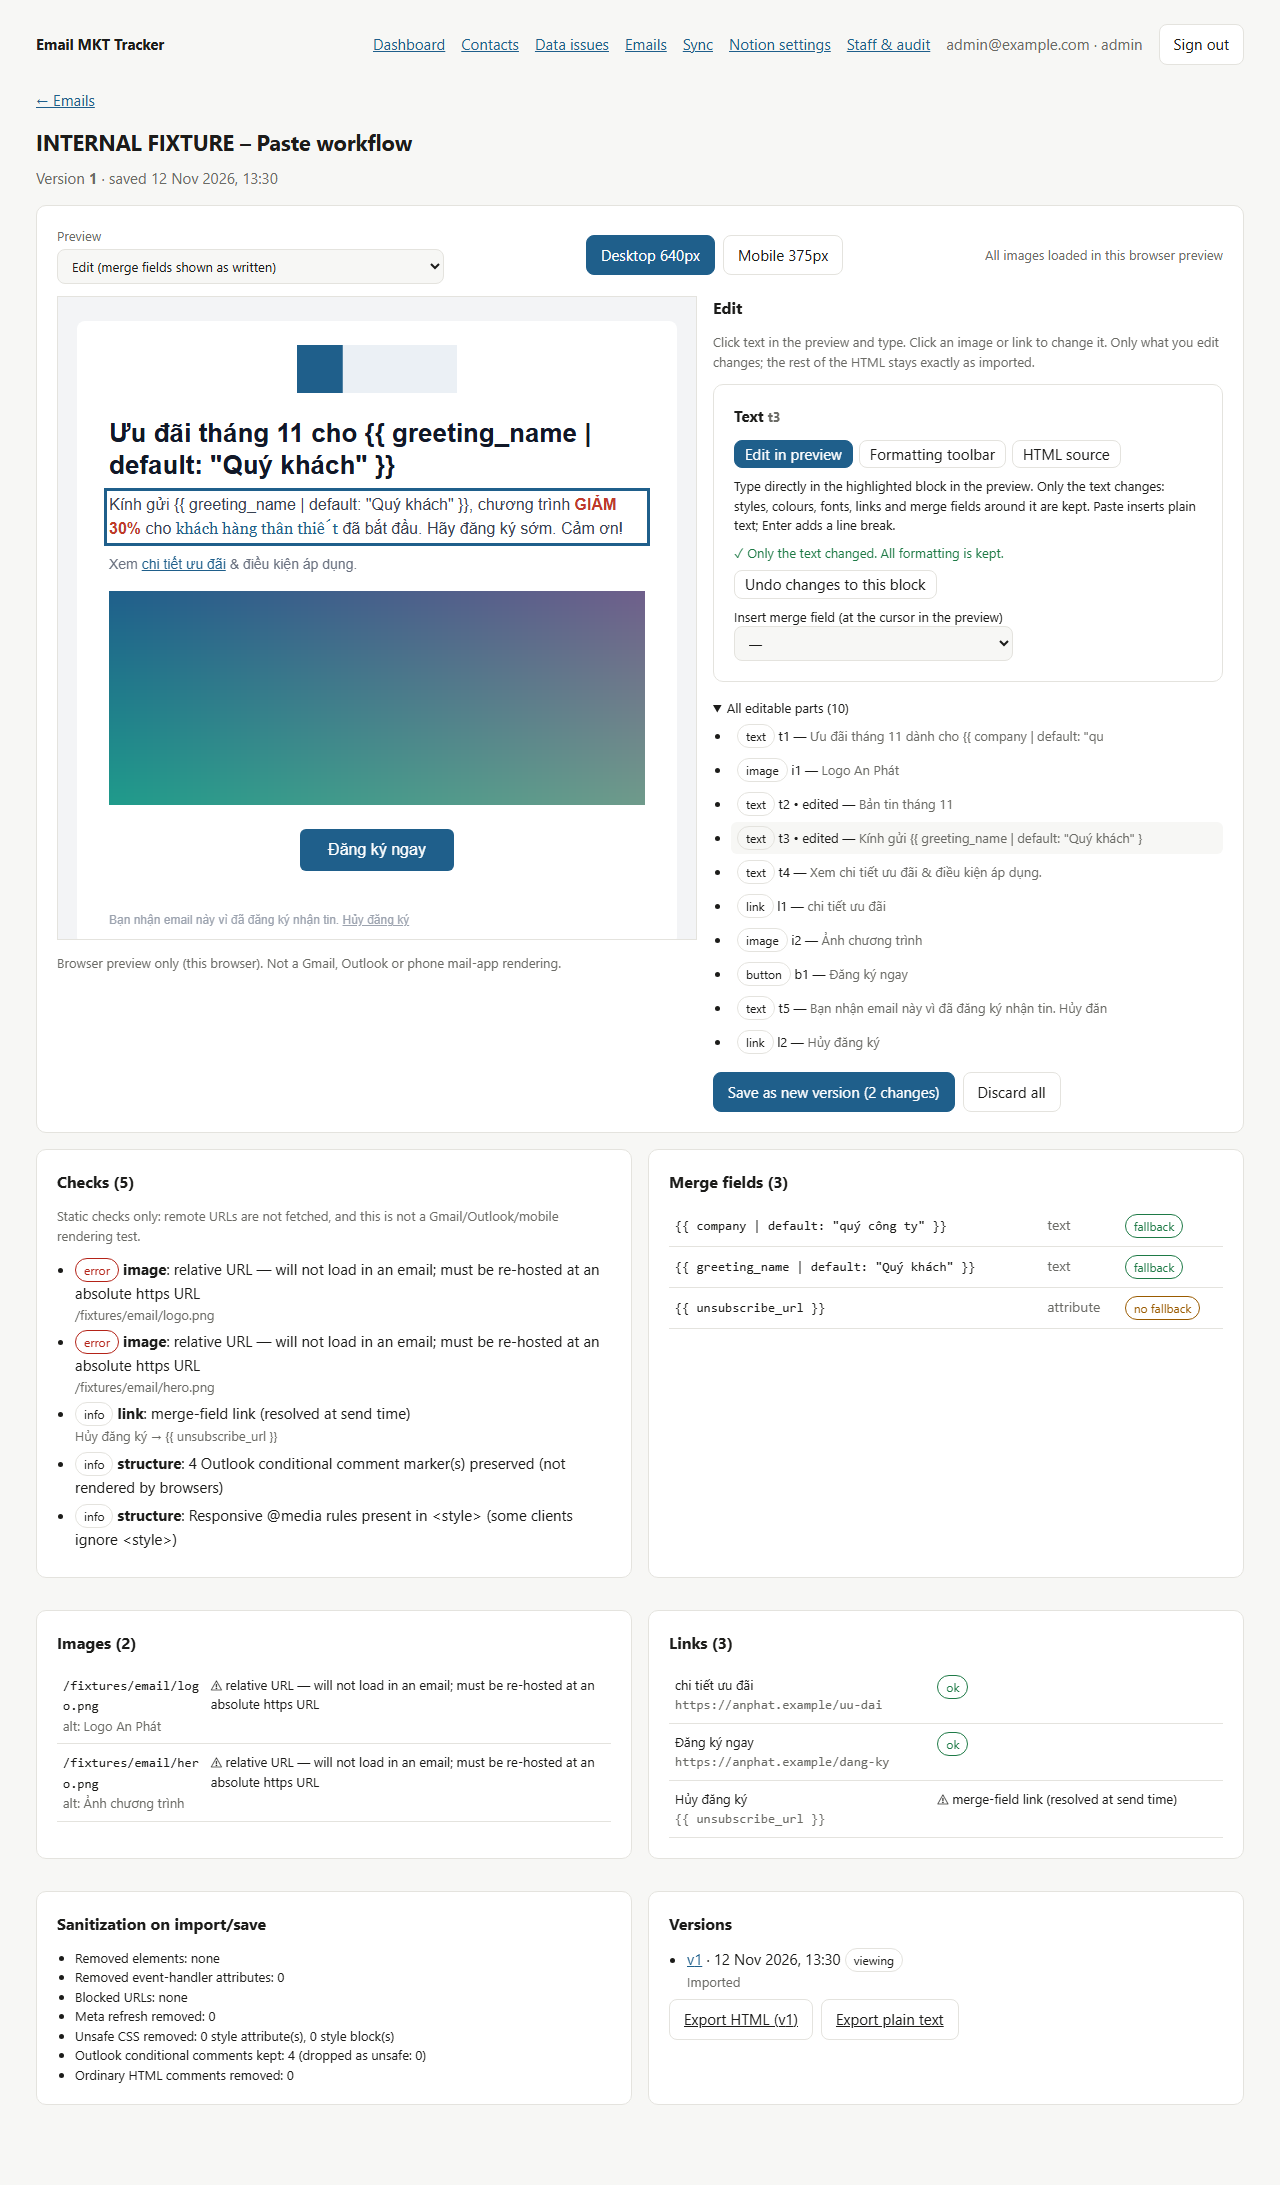 Email MKT Tracker
Dashboard Contacts Data issues Emails Sync Notion settings Staff & audit admin@example.com · admin Sign out
← Emails
INTERNAL FIXTURE – Paste workflow
Version 1 · saved 12 Nov 2026, 13:30
Preview
Edit (merge fields shown as written)
Desktop 640px Mobile 375px
All images loaded in this browser preview
Ưu đãi tháng 11 cho {{ greeting_name |
default: "Quý khách" }}
Kính gửi {{ greeting_name | default: "Quý khách" }}, chương trình GIẢM
30% cho khách hàng thân thiết đã bắt đầu. Hãy đăng ký sớm. Cảm ơn!
Xem chi tiết ưu đãi & điều kiện áp dụng.
Đăng ký ngay
Bạn nhận email này vì đã đăng ký nhận tin. Hủy đăng ký
Browser preview only (this browser). Not a Gmail, Outlook or phone mail-app rendering.
Edit
Click text in the preview and type. Click an image or link to change it. Only what you edit
changes; the rest of the HTML stays exactly as imported.
Text t3
Edit in preview Formatting toolbar HTML source
Type directly in the highlighted block in the preview. Only the text changes:
styles, colours, fonts, links and merge fields around it are kept. Paste inserts plain
text; Enter adds a line break.
✓ Only the text changed. All formatting is kept.
Undo changes to this block
Insert merge field (at the cursor in the preview)
—
▼ All editable parts (10)
• text t1 — Ưu đãi tháng 11 dành cho {{ company | default: "qu
• image i1 — Logo An Phát
• text t2 • edited — Bản tin tháng 11
• text t3 • edited — Kính gửi {{ greeting_name | default: "Quý khách" }
• text t4 — Xem chi tiết ưu đãi & điều kiện áp dụng.
• link l1 — chi tiết ưu đãi
• image i2 — Ảnh chương trình
• button b1 — Đăng ký ngay
• text t5 — Bạn nhận email này vì đã đăng ký nhận tin. Hủy đăn
• link l2 — Hủy đăng ký
Save as new version (2 changes) Discard all
Checks (5)
Static checks only: remote URLs are not fetched, and this is not a Gmail/Outlook/mobile
rendering test.
• error image: relative URL — will not load in an email; must be re-hosted at an
absolute https URL
/fixtures/email/logo.png
• error image: relative URL — will not load in an email; must be re-hosted at an
absolute https URL
/fixtures/email/hero.png
• info link: merge-field link (resolved at send time)
Hủy đăng ký → {{ unsubscribe_url }}
• info structure: 4 Outlook conditional comment marker(s) preserved (not
rendered by browsers)
• info structure: Responsive @media rules present in <style> (some clients
ignore <style>)
Merge fields (3)
{{ company | default: "quý công ty" }} text fallback
{{ greeting_name | default: "Quý khách" }} text fallback
{{ unsubscribe_url }} attribute no fallback
Images (2)
/fixtures/email/log ⚠ relative URL — will not load in an email; must be re-hosted at an
o.png absolute https URL
alt: Logo An Phát
/fixtures/email/her ⚠ relative URL — will not load in an email; must be re-hosted at an
o.png absolute https URL
alt: Ảnh chương trình
Links (3)
chi tiết ưu đãi ok
https://anphat.example/uu-dai
Đăng ký ngay ok
https://anphat.example/dang-ky
Hủy đăng ký ⚠ merge-field link (resolved at send time)
{{ unsubscribe_url }}
Sanitization on import/save
• Removed elements: none
• Removed event-handler attributes: 0
• Blocked URLs: none
• Meta refresh removed: 0
• Unsafe CSS removed: 0 style attribute(s), 0 style block(s)
• Outlook conditional comments kept: 4 (dropped as unsafe: 0)
• Ordinary HTML comments removed: 0
Versions
• v1 · 12 Nov 2026, 13:30 viewing
Imported
Export HTML (v1) Export plain text